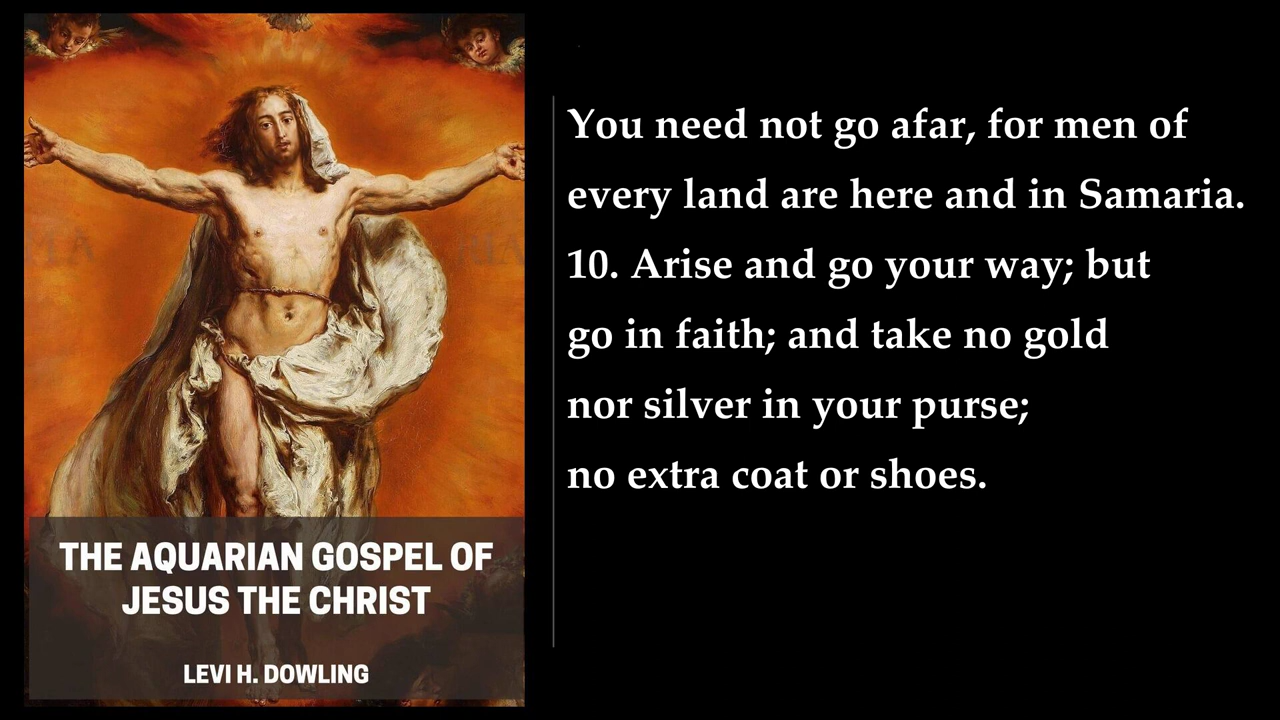 You need not go afar, for men of
every land are here and in Samaria.
10. Arise and go your way; but
go in faith; and take no gold
nor silver in your purse;
no extra coat or shoes.
THE AQUARIAN GOSPEL OF
JESUS THE CHRIST
LEVI H. DOWLING